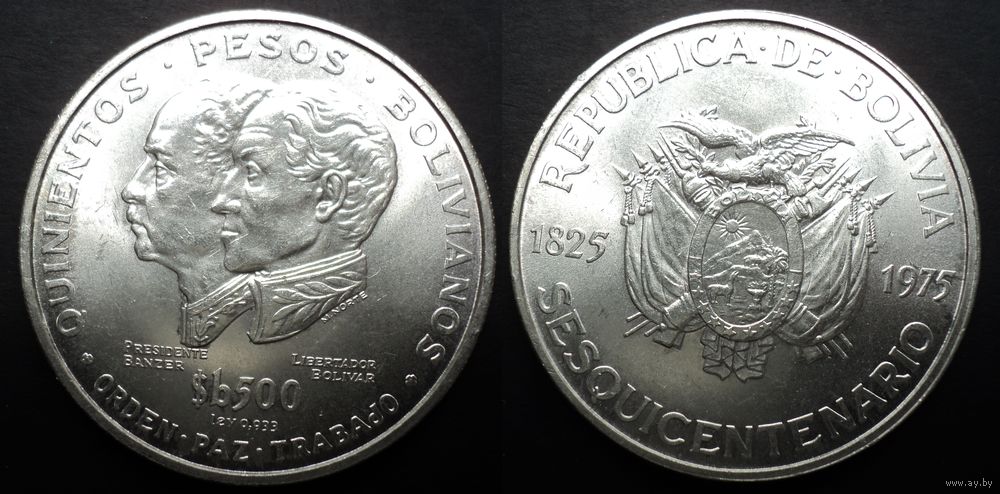 QUINIENTOS · PESOS · BOLIVIANOS
M.NORTE
PRESIDENTE
BANZER
LIBERTADOR
BOLIVAR
$b500
LEY 0.933
ORDEN · PAZ · TRABAJO
REPUBLICA · DE · BOLIVIA
1825
1975
SESQUICENTENARIO
www.ay.by